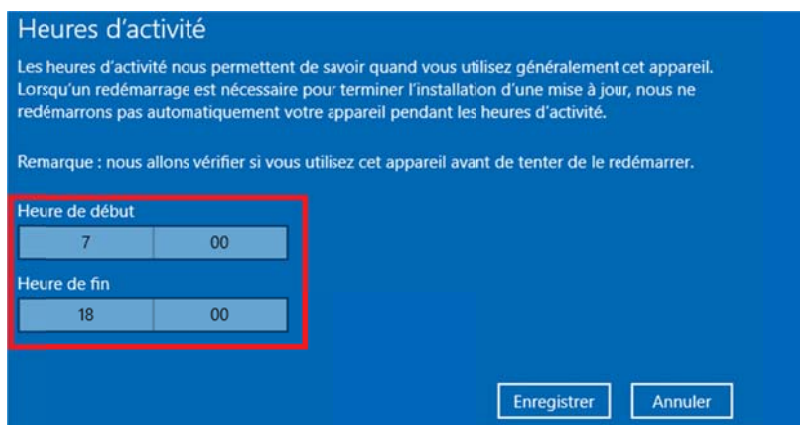 Heures d'activité
Les heures d'activité nous permettent de savoir quand vous utilisez généralement cet appareil.
Lorsqu'un redémarrage est nécessaire pour terminer l'installation d'une mise à jour, nous ne
redémarrons pas automatiquement votre appareil pendant les heures d'activité.
Remarque : nous allons vérifier si vous utilisez cet appareil avant de tenter de le redémarrer.
Heure de début
7 00
Heure de fin
18 00
Enregistrer Annuler